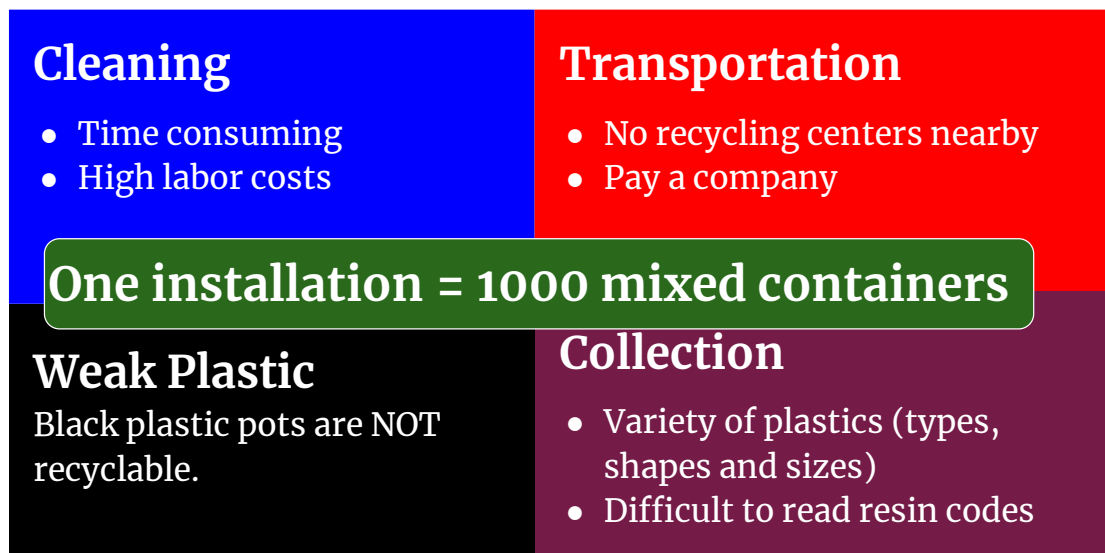 Cleaning
● Time consuming
● High labor costs
Transportation
● No recycling centers nearby
● Pay a company
One installation = 1000 mixed containers
Weak Plastic
Black plastic pots are NOT
recyclable.
Collection
● Variety of plastics (types,
shapes and sizes)
● Difficult to read resin codes